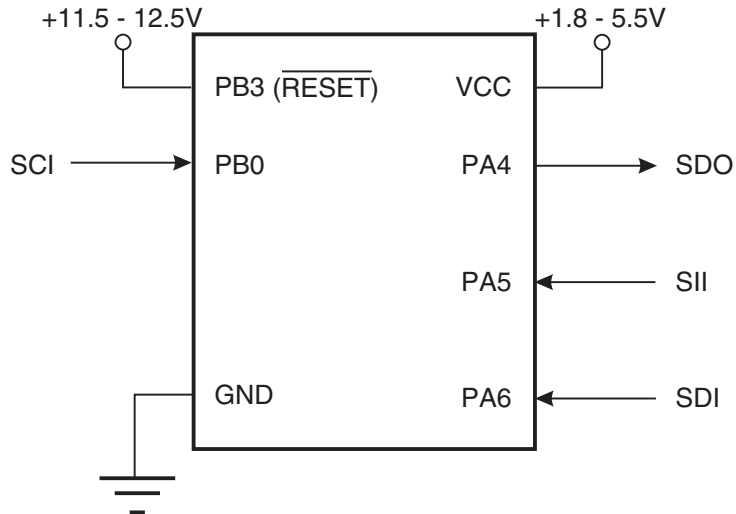 +11.5 - 12.5V
+1.8 - 5.5V
PB3 (RESET)
VCC
SCI
PB0
PA4
SDO
PA5
SII
GND
PA6
SDI